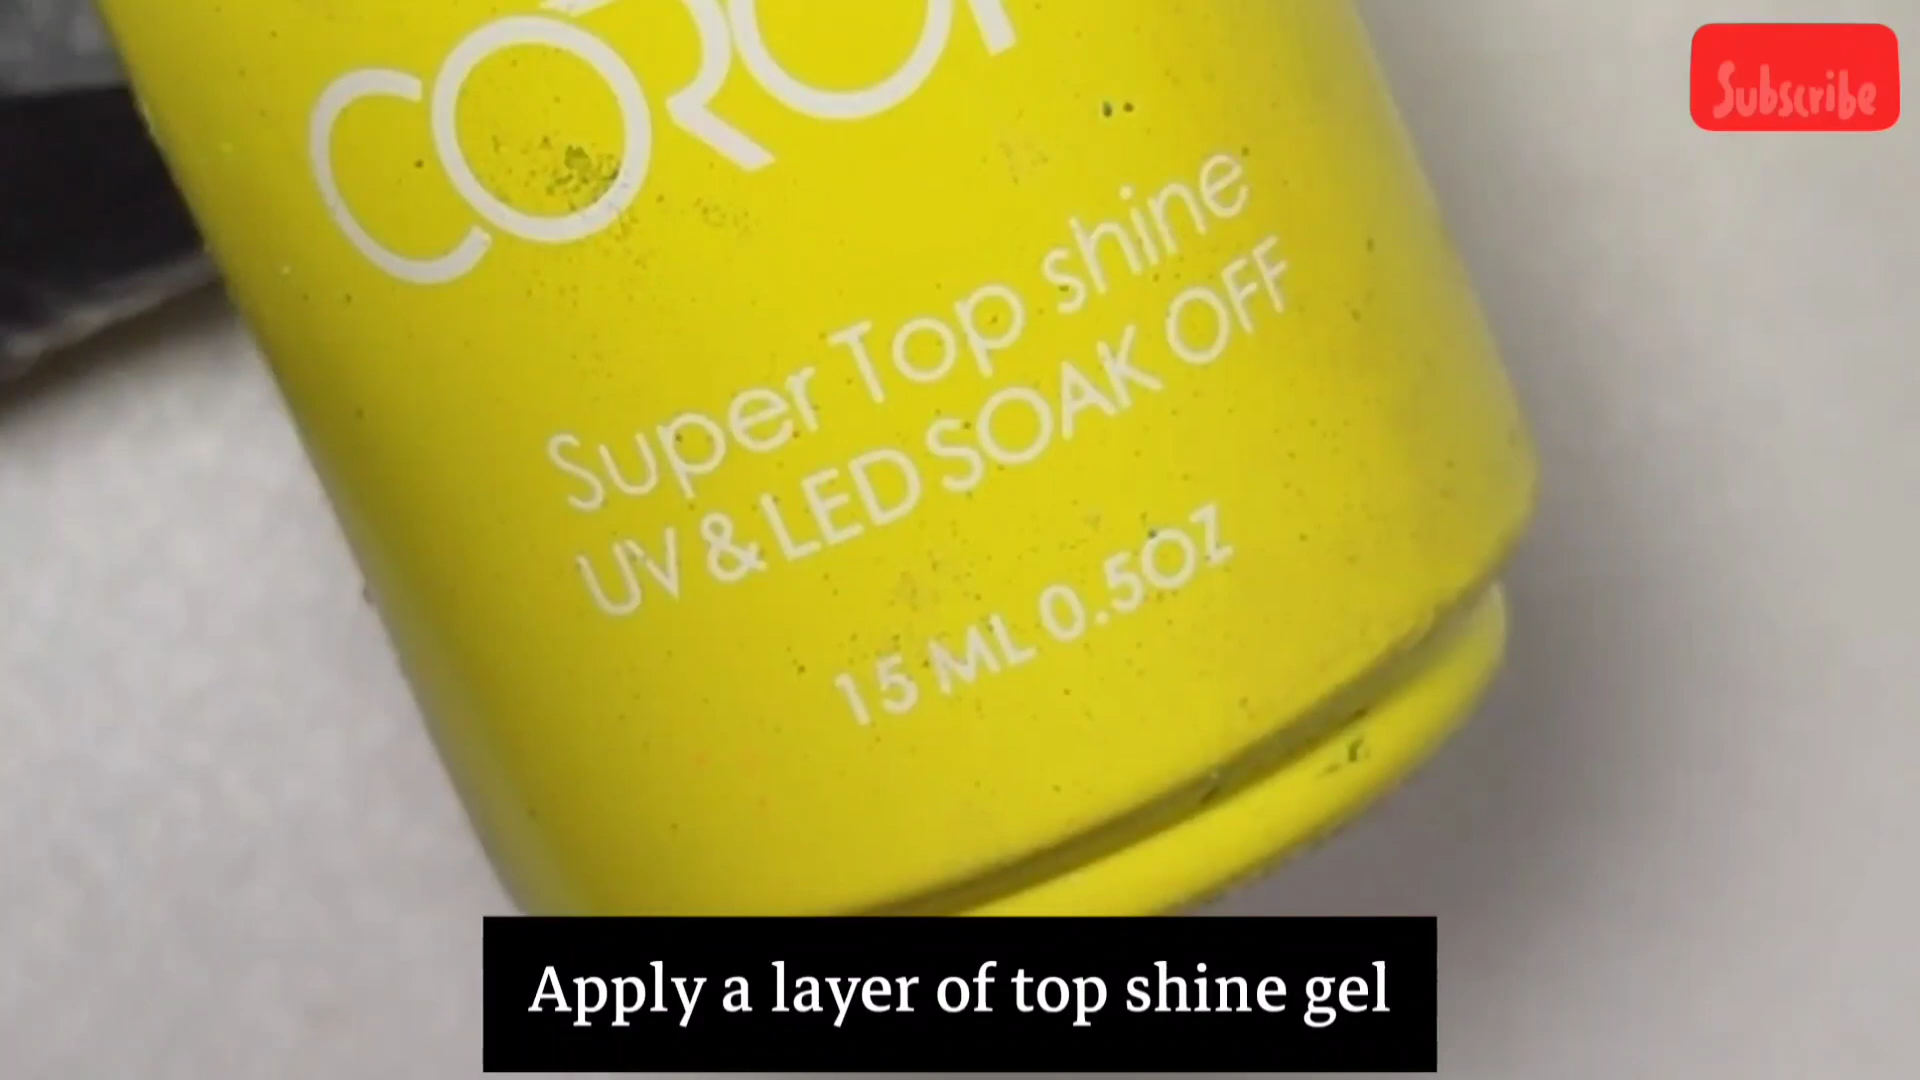 Subscribe
Super Top shine
UV & LED SOAK OFF
15 ML 0.5OZ
Apply a layer of top shine gel